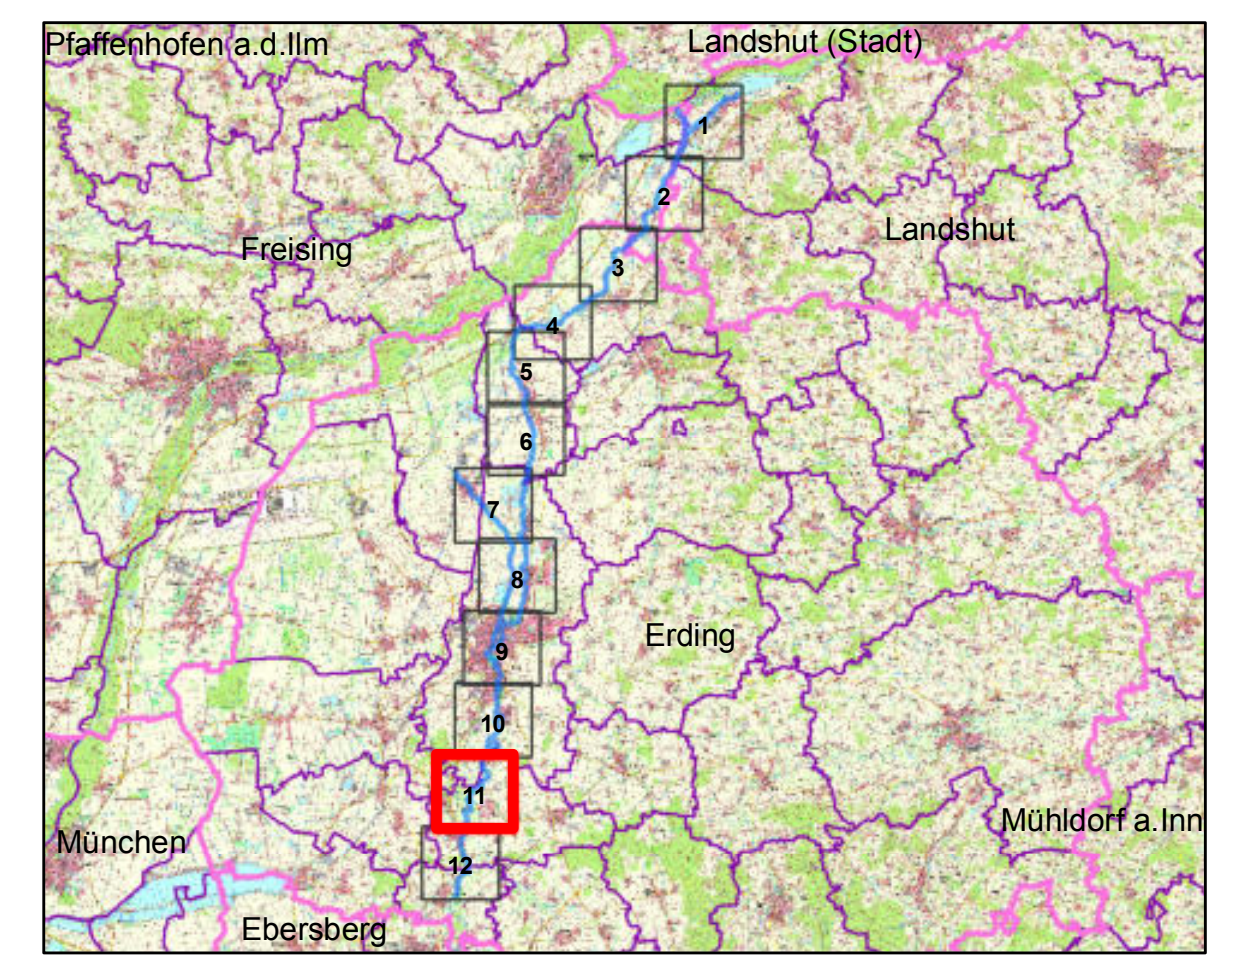 Pfaffenhofen a.d.Ilm
Landshut (Stadt)
1
2
Landshut
Freising
3
4
5
6
7
8
Erding
9
10
11
Mühldorf a.Inn
München
12
Ebersberg